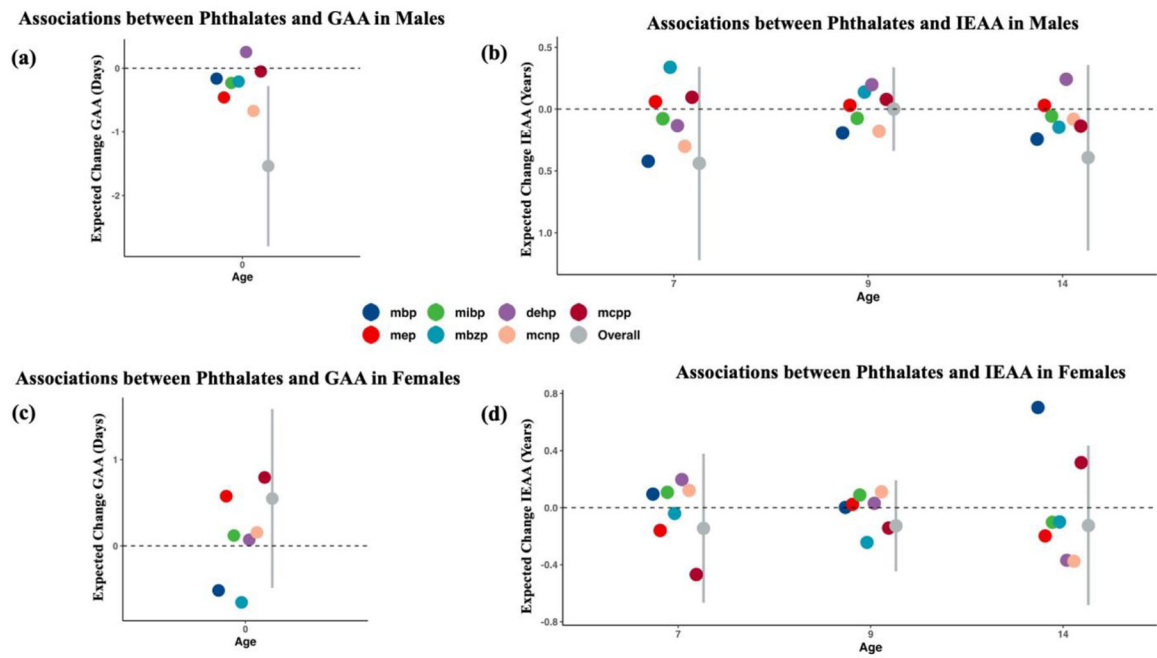 Associations between Phthalates and GAA in Males
(a)
Expected Change GAA (Days)
0
-1
-2
0
Age
Associations between Phthalates and IEAA in Males
(b)
Expected Change IEAA (Years)
0.5
0.0
0.5
1.0
7
9
14
Age
mbp
mibp
dehp
mcpp
mep
mbzp
mcnp
Overall
Associations between Phthalates and GAA in Females
(c)
Expected Change GAA (Days)
1
0
0
Age
Associations between Phthalates and IEAA in Females
(d)
Expected Change IEAA (Years)
0.8
0.4
0.0
-0.4
-0.8
7
9
14
Age